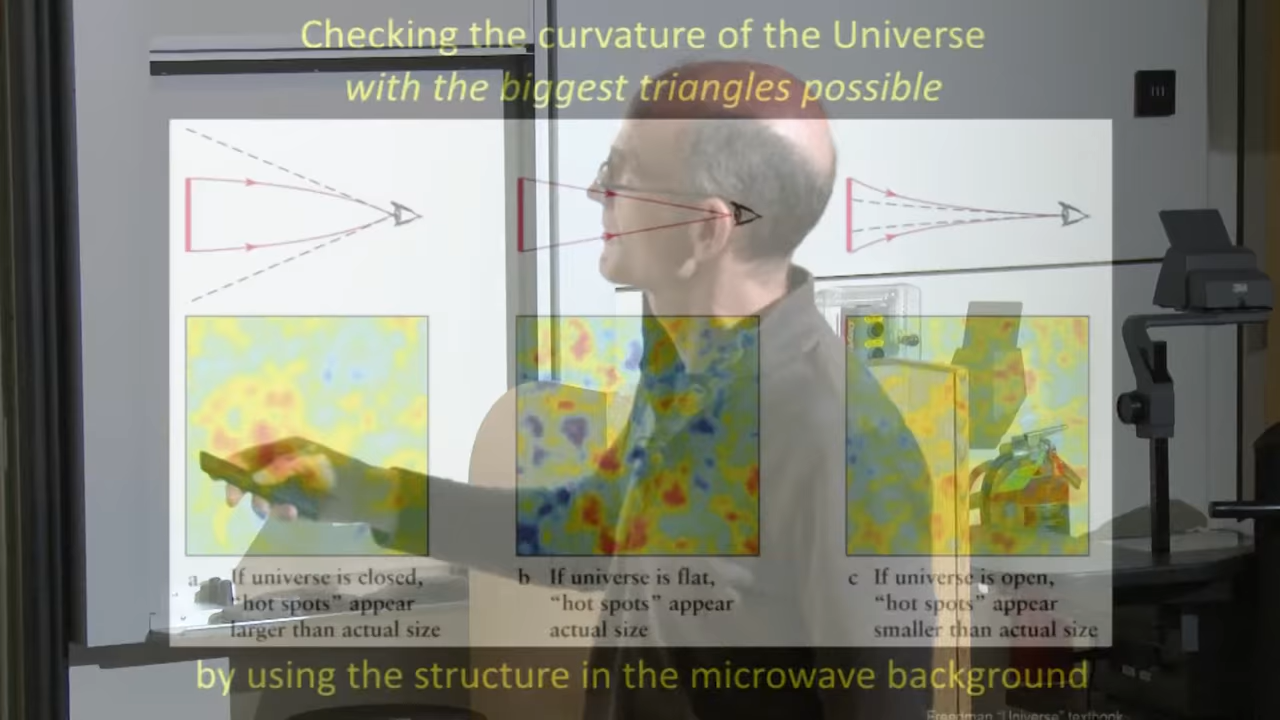 Checking the curvature of the Universe
with the biggest triangles possible
a If universe is closed,
"hot spots" appear
larger than actual size
b If universe is flat,
"hot spots" appear
actual size
c If universe is open,
"hot spots" appear
smaller than actual size
by using the structure in the microwave background
Freedman "Universe" textbook